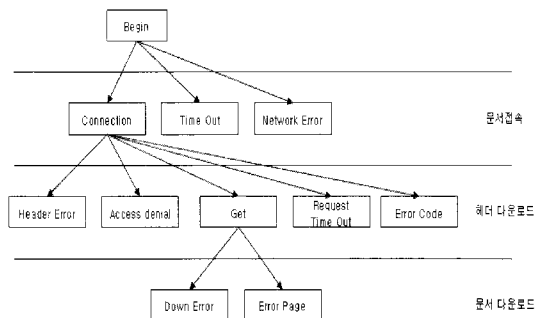 Begin
Connection
Time Out
Network Error
문서접속
Header Error
Access denial
Get
Request
Time Out
Error Code
헤더 다운로드
Down Error
Error Page
문서 다운로드